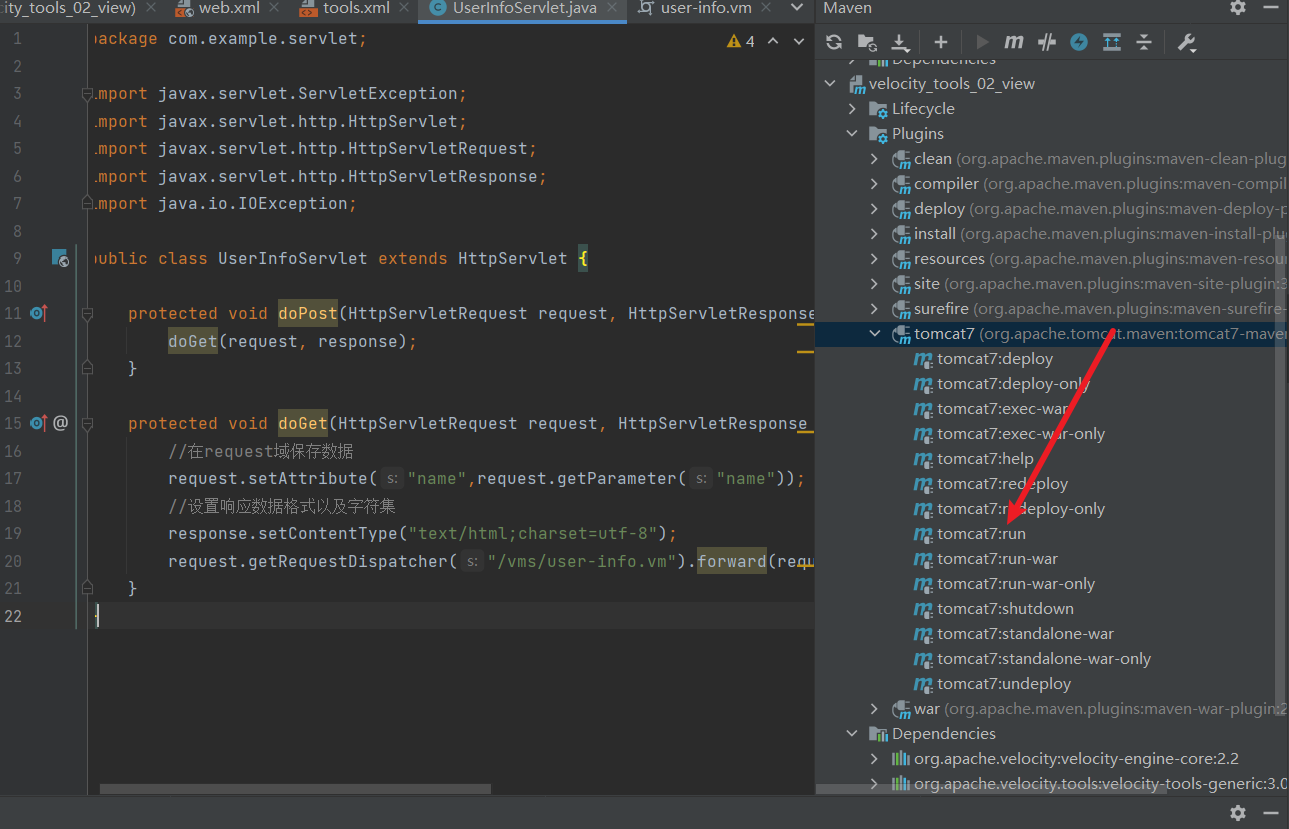 city_tools_02_view)
web.xml
tools.xml
UserInfoServlet.java
user-info.vm
4
1 package com.example.servlet;
2
3 import javax.servlet.ServletException;
4 import javax.servlet.http.HttpServlet;
5 import javax.servlet.http.HttpServletRequest;
6 import javax.servlet.http.HttpServletResponse;
7 import java.io.IOException;
8
9 public class UserInfoServlet extends HttpServlet {
10
11 protected void doPost(HttpServletRequest request, HttpServletResponse
12 doGet(request, response);
13 }
14
15 @ protected void doGet(HttpServletRequest request, HttpServletResponse
16 //在request域保存数据
17 request.setAttribute( s: "name",request.getParameter( s: "name"));
18 //设置响应数据格式以及字符集
19 response.setContentType("text/html;charset=utf-8");
20 request.getRequestDispatcher( s: "/vms/user-info.vm").forward(requ
21 }
22 }
Maven
Dependencies
velocity_tools_02_view
Lifecycle
Plugins
clean (org.apache.maven.plugins:maven-clean-plug
compiler (org.apache.maven.plugins:maven-compil
deploy (org.apache.maven.plugins:maven-deploy-p
install (org.apache.maven.plugins:maven-install-plu
resources (org.apache.maven.plugins:maven-resour
site (org.apache.maven.plugins:maven-site-plugin:3
surefire (org.apache.maven.plugins:maven-surefire-
tomcat7 (org.apache.tomcat.maven:tomcat7-maven
tomcat7:deploy
tomcat7:deploy-only
tomcat7:exec-war
tomcat7:exec-war-only
tomcat7:help
tomcat7:redeploy
tomcat7:redeploy-only
tomcat7:run
tomcat7:run-war
tomcat7:run-war-only
tomcat7:shutdown
tomcat7:standalone-war
tomcat7:standalone-war-only
tomcat7:undeploy
war (org.apache.maven.plugins:maven-war-plugin:2
Dependencies
org.apache.velocity:velocity-engine-core:2.2
org.apache.velocity.tools:velocity-tools-generic:3.0